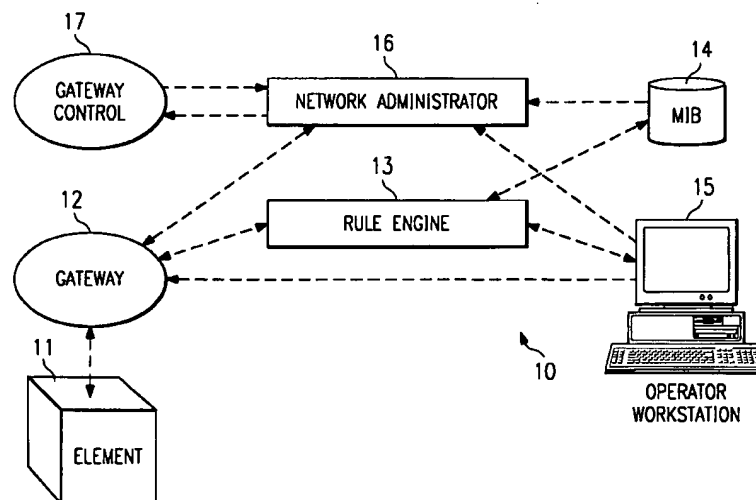 17
GATEWAY
CONTROL
16
NETWORK ADMINISTRATOR
14
MIB
12
GATEWAY
13
RULE ENGINE
15
11
ELEMENT
10
OPERATOR
WORKSTATION